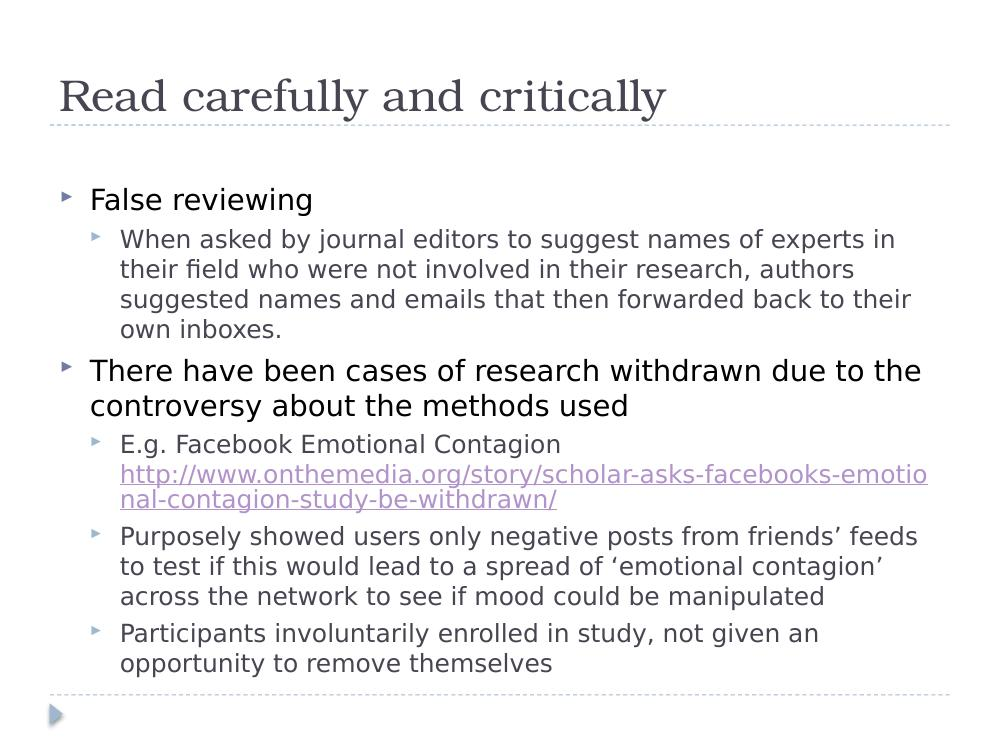 Read carefully and critically
False reviewing
When asked by journal editors to suggest names of experts in
their field who were not involved in their research, authors
suggested names and emails that then forwarded back to their
own inboxes.
There have been cases of research withdrawn due to the
controversy about the methods used
E.g. Facebook Emotional Contagion
http://www.onthemedia.org/story/scholar-asks-facebooks-emotio
nal-contagion-study-be-withdrawn/
Purposely showed users only negative posts from friends’ feeds
to test if this would lead to a spread of ‘emotional contagion’
across the network to see if mood could be manipulated
Participants involuntarily enrolled in study, not given an
opportunity to remove themselves